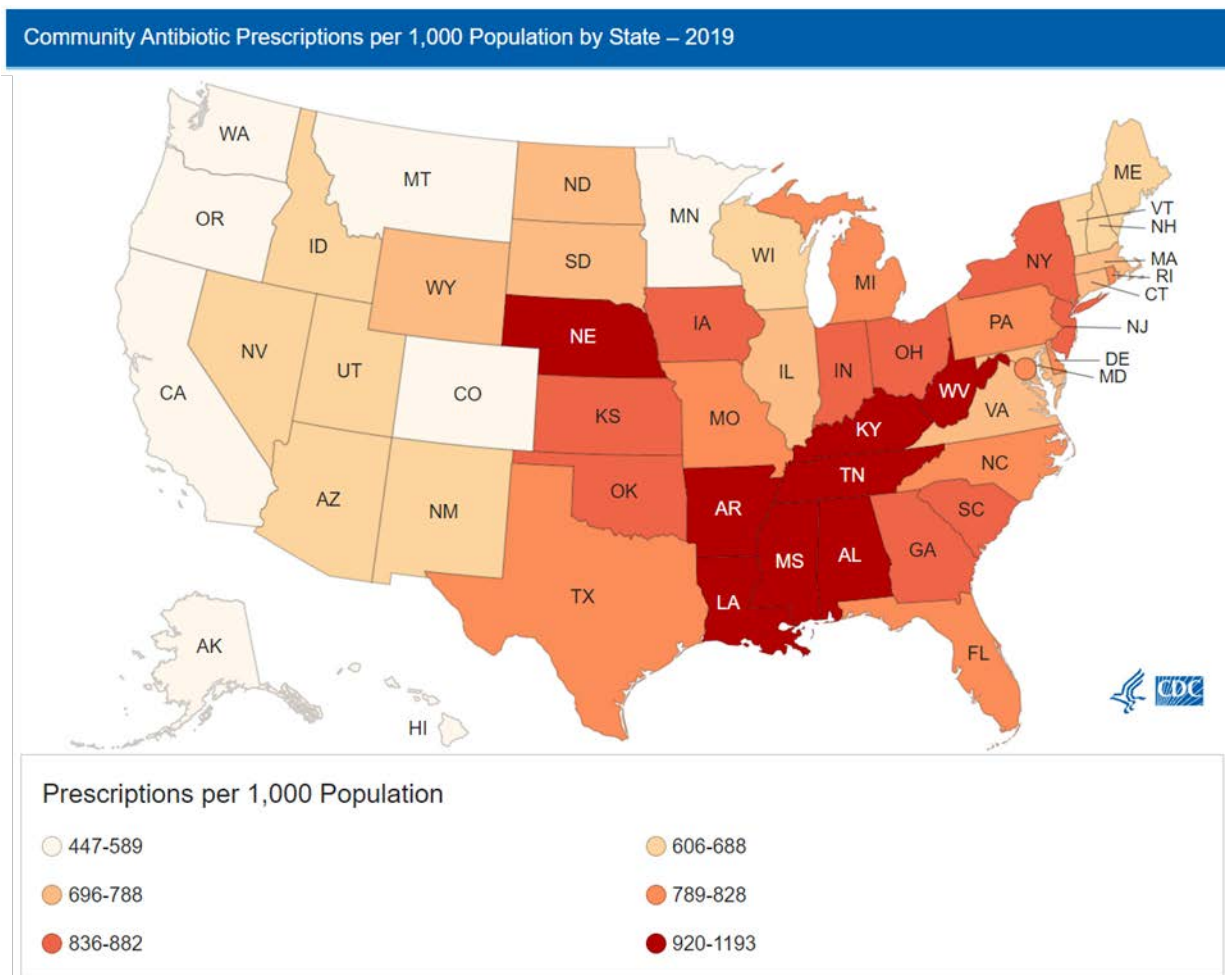 Community Antibiotic Prescriptions per 1,000 Population by State – 2019
WA
MT
ND
MN
ME
VT
NH
OR
ID
SD
WI
MI
NY
MA
RI
CT
WY
NE
IA
PA
NJ
NV
UT
CO
IL
IN
OH
DE
MD
CA
KS
MO
WV
VA
KY
AZ
NM
OK
AR
TN
NC
SC
MS
AL
GA
TX
LA
FL
AK
HI
CDC
Prescriptions per 1,000 Population
447-589
606-688
696-788
789-828
836-882
920-1193